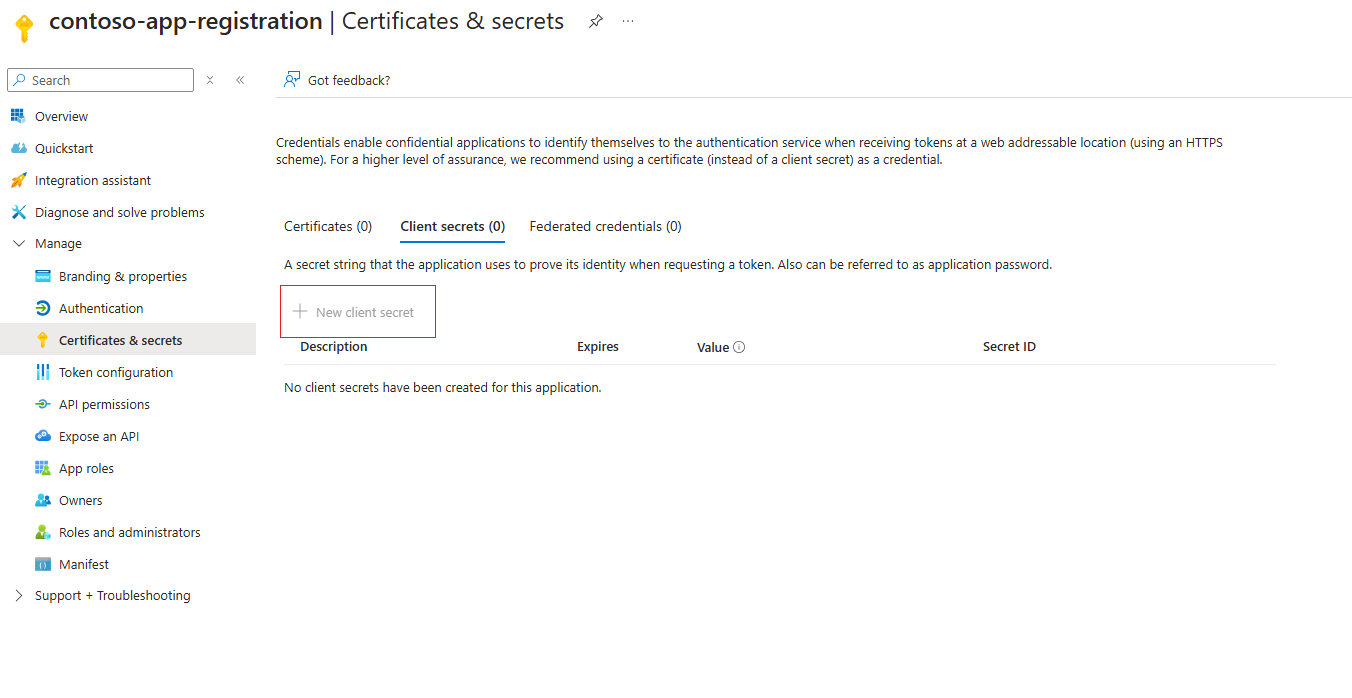 contoso-app-registration | Certificates & secrets
Search
Got feedback?
Overview
Quickstart
Integration assistant
Diagnose and solve problems
Manage
Branding & properties
Authentication
Certificates & secrets
Token configuration
API permissions
Expose an API
App roles
Owners
Roles and administrators
Manifest
Support + Troubleshooting
Credentials enable confidential applications to identify themselves to the authentication service when receiving tokens at a web addressable location (using an HTTPS
scheme). For a higher level of assurance, we recommend using a certificate (instead of a client secret) as a credential.
Certificates (0) Client secrets (0) Federated credentials (0)
A secret string that the application uses to prove its identity when requesting a token. Also can be referred to as application password.
New client secret
Description Expires Value Secret ID
No client secrets have been created for this application.